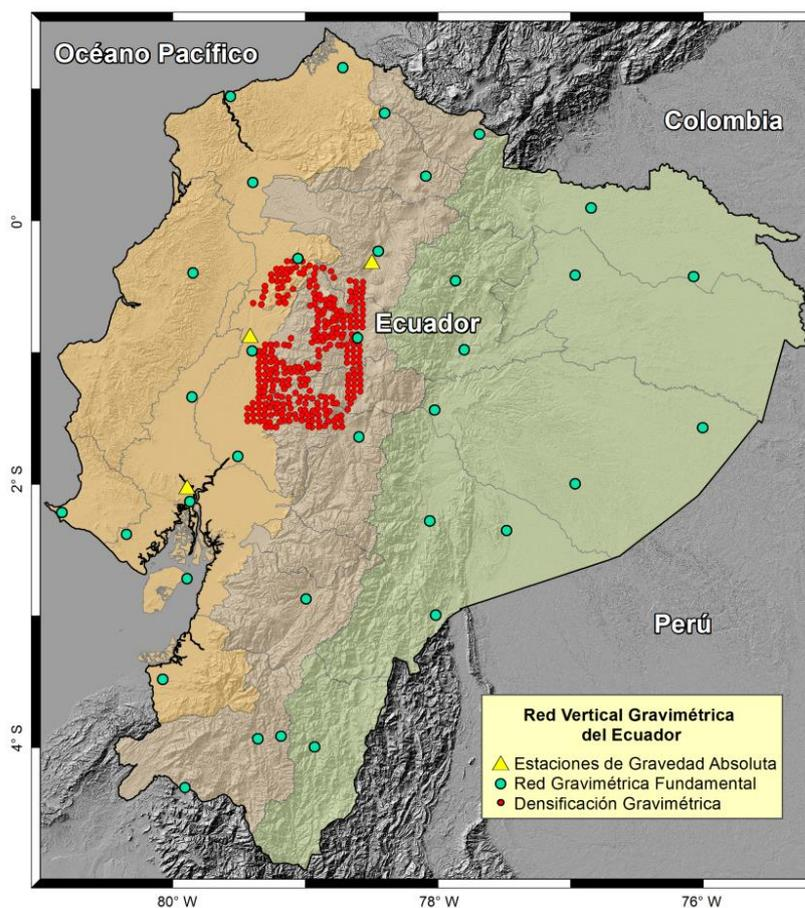 Océano Pacífico
Colombia
0°
Ecuador
2°S
Perú
4°S
Red Vertical Gravimétrica
del Ecuador
Estaciones de Gravedad Absoluta
Red Gravimétrica Fundamental
Densificación Gravimétrica
80° W
78° W
76° W